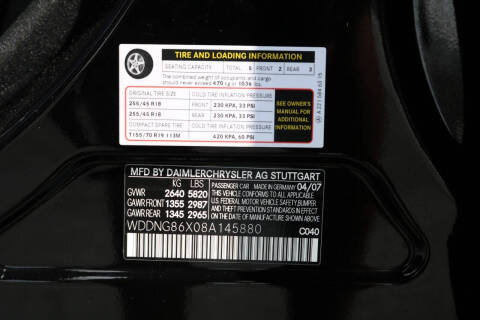 TIRE AND LOADING INFORMATION
SEATING CAPACITY TOTAL 5 FRONT 2 REAR 3
The combined weight of occupants and cargo
should never exceed 470 kg or 1036 lbs.
ORIGINAL TIRE SIZE COLD TIRE INFLATION PRESSURE
255/45 R18 FRONT 230 KPA, 33 PSI
255/45 R18 REAR 230 KPA, 33 PSI
COMPACT SPARE TIRE COLD TIRE INFLATION PRESSURE
T155/70 R19 113M 420 KPA, 60 PSI
SEE OWNER'S
MANUAL FOR
ADDITIONAL
INFORMATION
MFD BY DAIMLERCHRYSLER AG STUTTGART
KG LBS
GVWR 2640 5820
GAWR FRONT 1355 2987
GAWR REAR 1345 2965
PASSENGER CAR MADE IN GERMANY 04/07
THIS VEHICLE CONFORMS TO ALL APPLICABLE
U.S. FEDERAL MOTOR VEHICLE SAFETY, BUMPER,
AND THEFT PREVENTION STANDARDS IN EFFECT
ON THE DATE OF MANUFACTURE SHOWN ABOVE.
WDDNG86X08A145880
C040